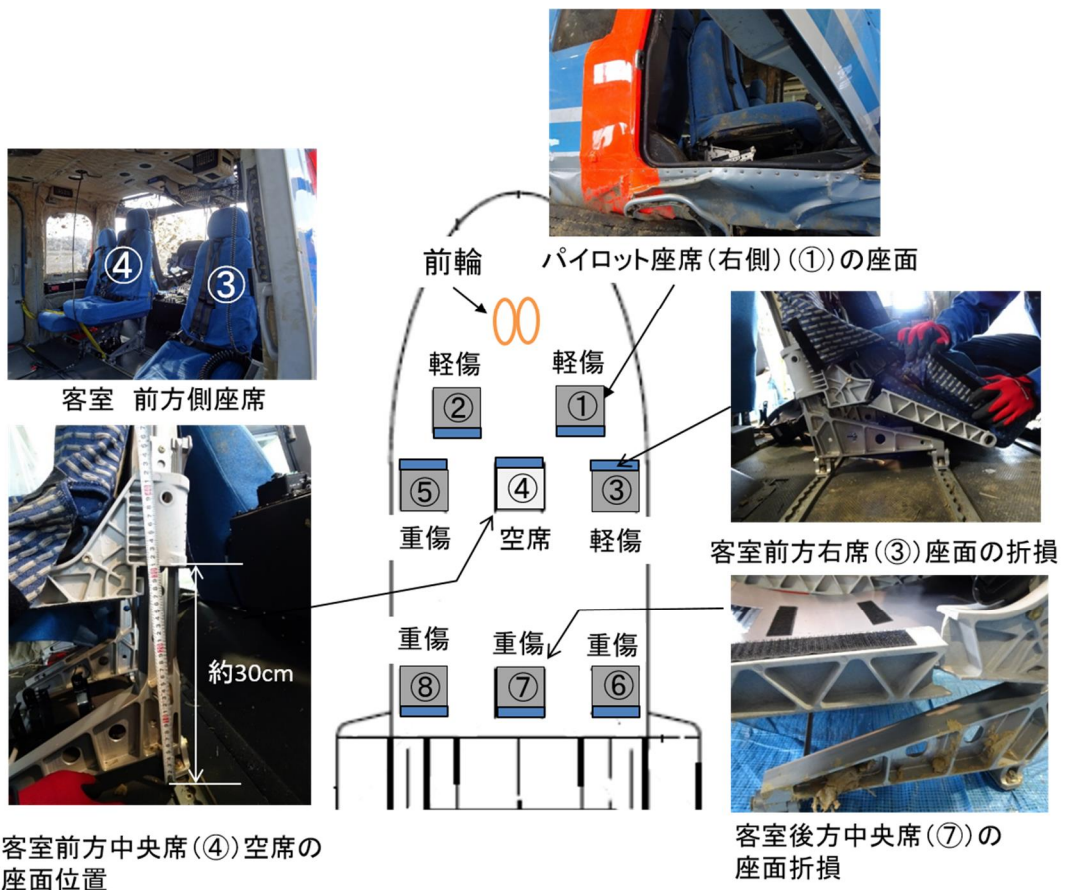 パイロット座席(右側)(①)の座面
④
③
客室 前方側座席
前輪
軽傷
軽傷
②
①
⑤
④
③
重傷
空席
軽傷
客室前方右席(③)座面の折損
約30cm
重傷
重傷
重傷
⑧
⑦
⑥
客室前方中央席(④)空席の
座面位置
客室後方中央席(⑦)の
座面折損